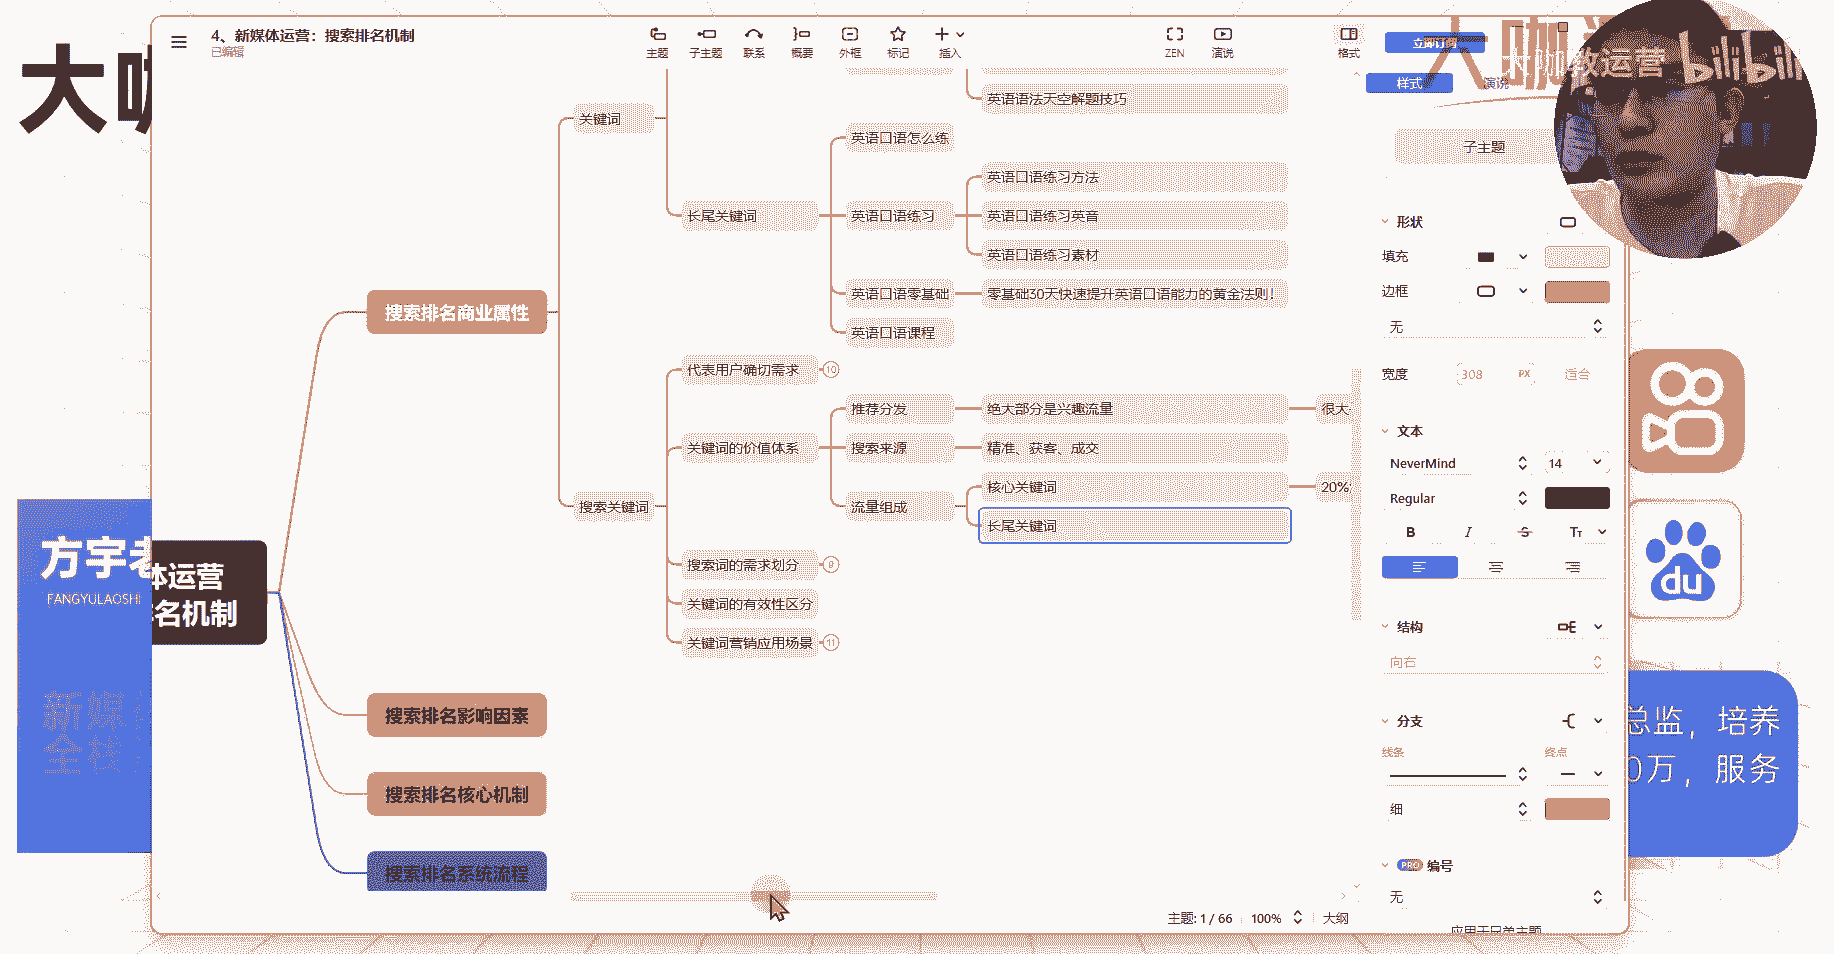 4、新媒体运营：搜索排名机制
已编辑
主题
子主题
联系
概要
外框
标记
插入
ZEN
演说
格式
样式
演说
大咖教运营
bilibili
大咖
子主题
形状
填充
边框
无
宽度
308
PX
适合
文本
NeverMind
14
Regular
B
I
S
Tт
结构
向右
分支
线条
终点
细
PRO
编号
无
应用于兄弟主题
关键词
英语语法天空解题技巧
长尾关键词
英语口语怎么练
英语口语练习
英语口语练习方法
英语口语练习英音
英语口语练习素材
英语口语零基础
零基础30天快速提升英语口语能力的黄金法则！
英语口语课程
搜索排名商业属性
代表用户确切需求
10
关键词的价值体系
推荐分发
绝大部分是兴趣流量
很大
搜索来源
精准、获客、成交
流量组成
核心关键词
20%
长尾关键词
搜索关键词
搜索词的需求划分
8
关键词的有效性区分
关键词营销应用场景
11
体运营
名机制
搜索排名影响因素
搜索排名核心机制
搜索排名系统流程
主题: 1 / 66
100%
大纲
方宇老
FANGYULAOSHI
新媒
全技
du
总监，培养
0万，服务